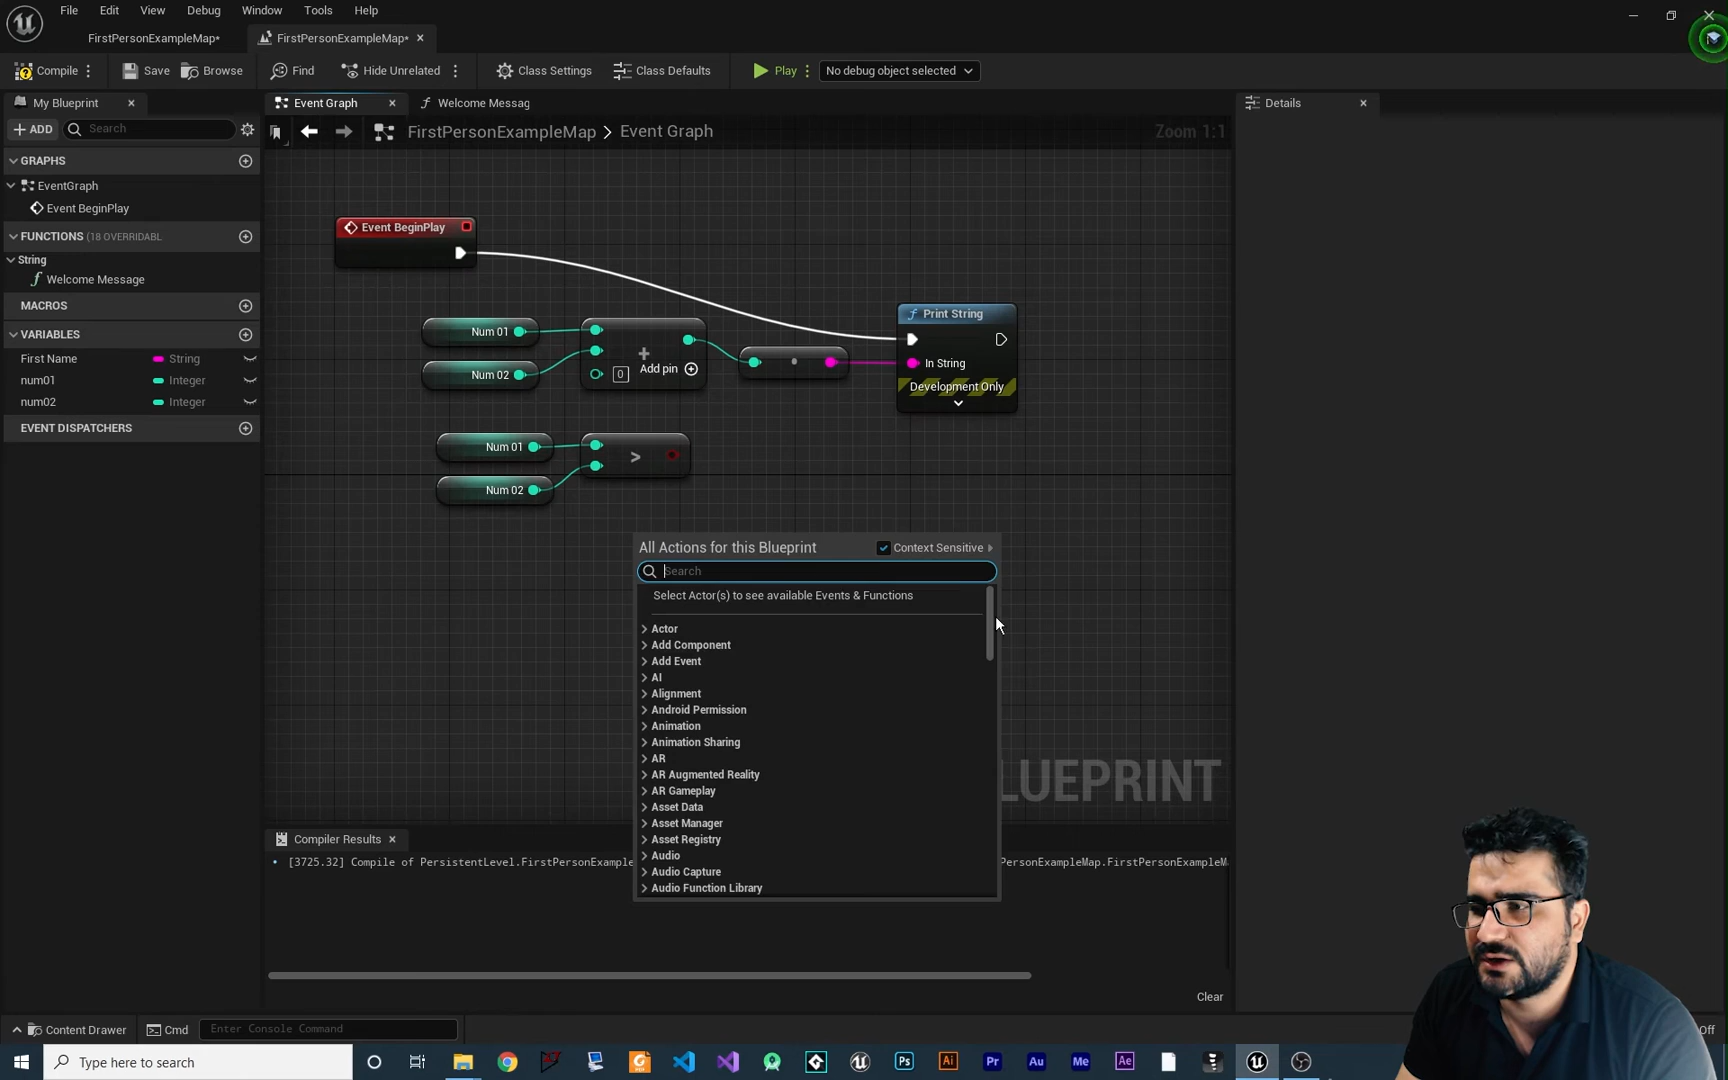 File Edit View Debug Window Tools Help
FirstPersonExampleMap* FirstPersonExampleMap*
Compile Save Browse Find Hide Unrelated Class Settings Class Defaults Play No debug object selected
My Blueprint
ADD Search
GRAPHS
EventGraph
Event BeginPlay
FUNCTIONS (18 OVERRIDABL
String
Welcome Message
MACROS
VARIABLES
First Name String
num01 Integer
num02 Integer
EVENT DISPATCHERS
Event Graph Welcome Messag
FirstPersonExampleMap > Event Graph Zoom 1:1
Event BeginPlay
Num 01
Num 02
+
0 Add pin
Print String
In String
Development Only
Num 01
Num 02
>
All Actions for this Blueprint Context Sensitive
Search
Select Actor(s) to see available Events & Functions
Actor
Add Component
Add Event
AI
Alignment
Android Permission
Animation
Animation Sharing
AR
AR Augmented Reality
AR Gameplay
Asset Data
Asset Manager
Asset Registry
Audio
Audio Capture
Audio Function Library
LUEPRINT
Compiler Results
[3725.32] Compile of PersistentLevel.FirstPersonExample PersonExampleMap.FirstPersonExampleM
Clear
Details
Content Drawer Cmd Enter Console Command Off
Type here to search Ps Ai Pr Au Me Ae